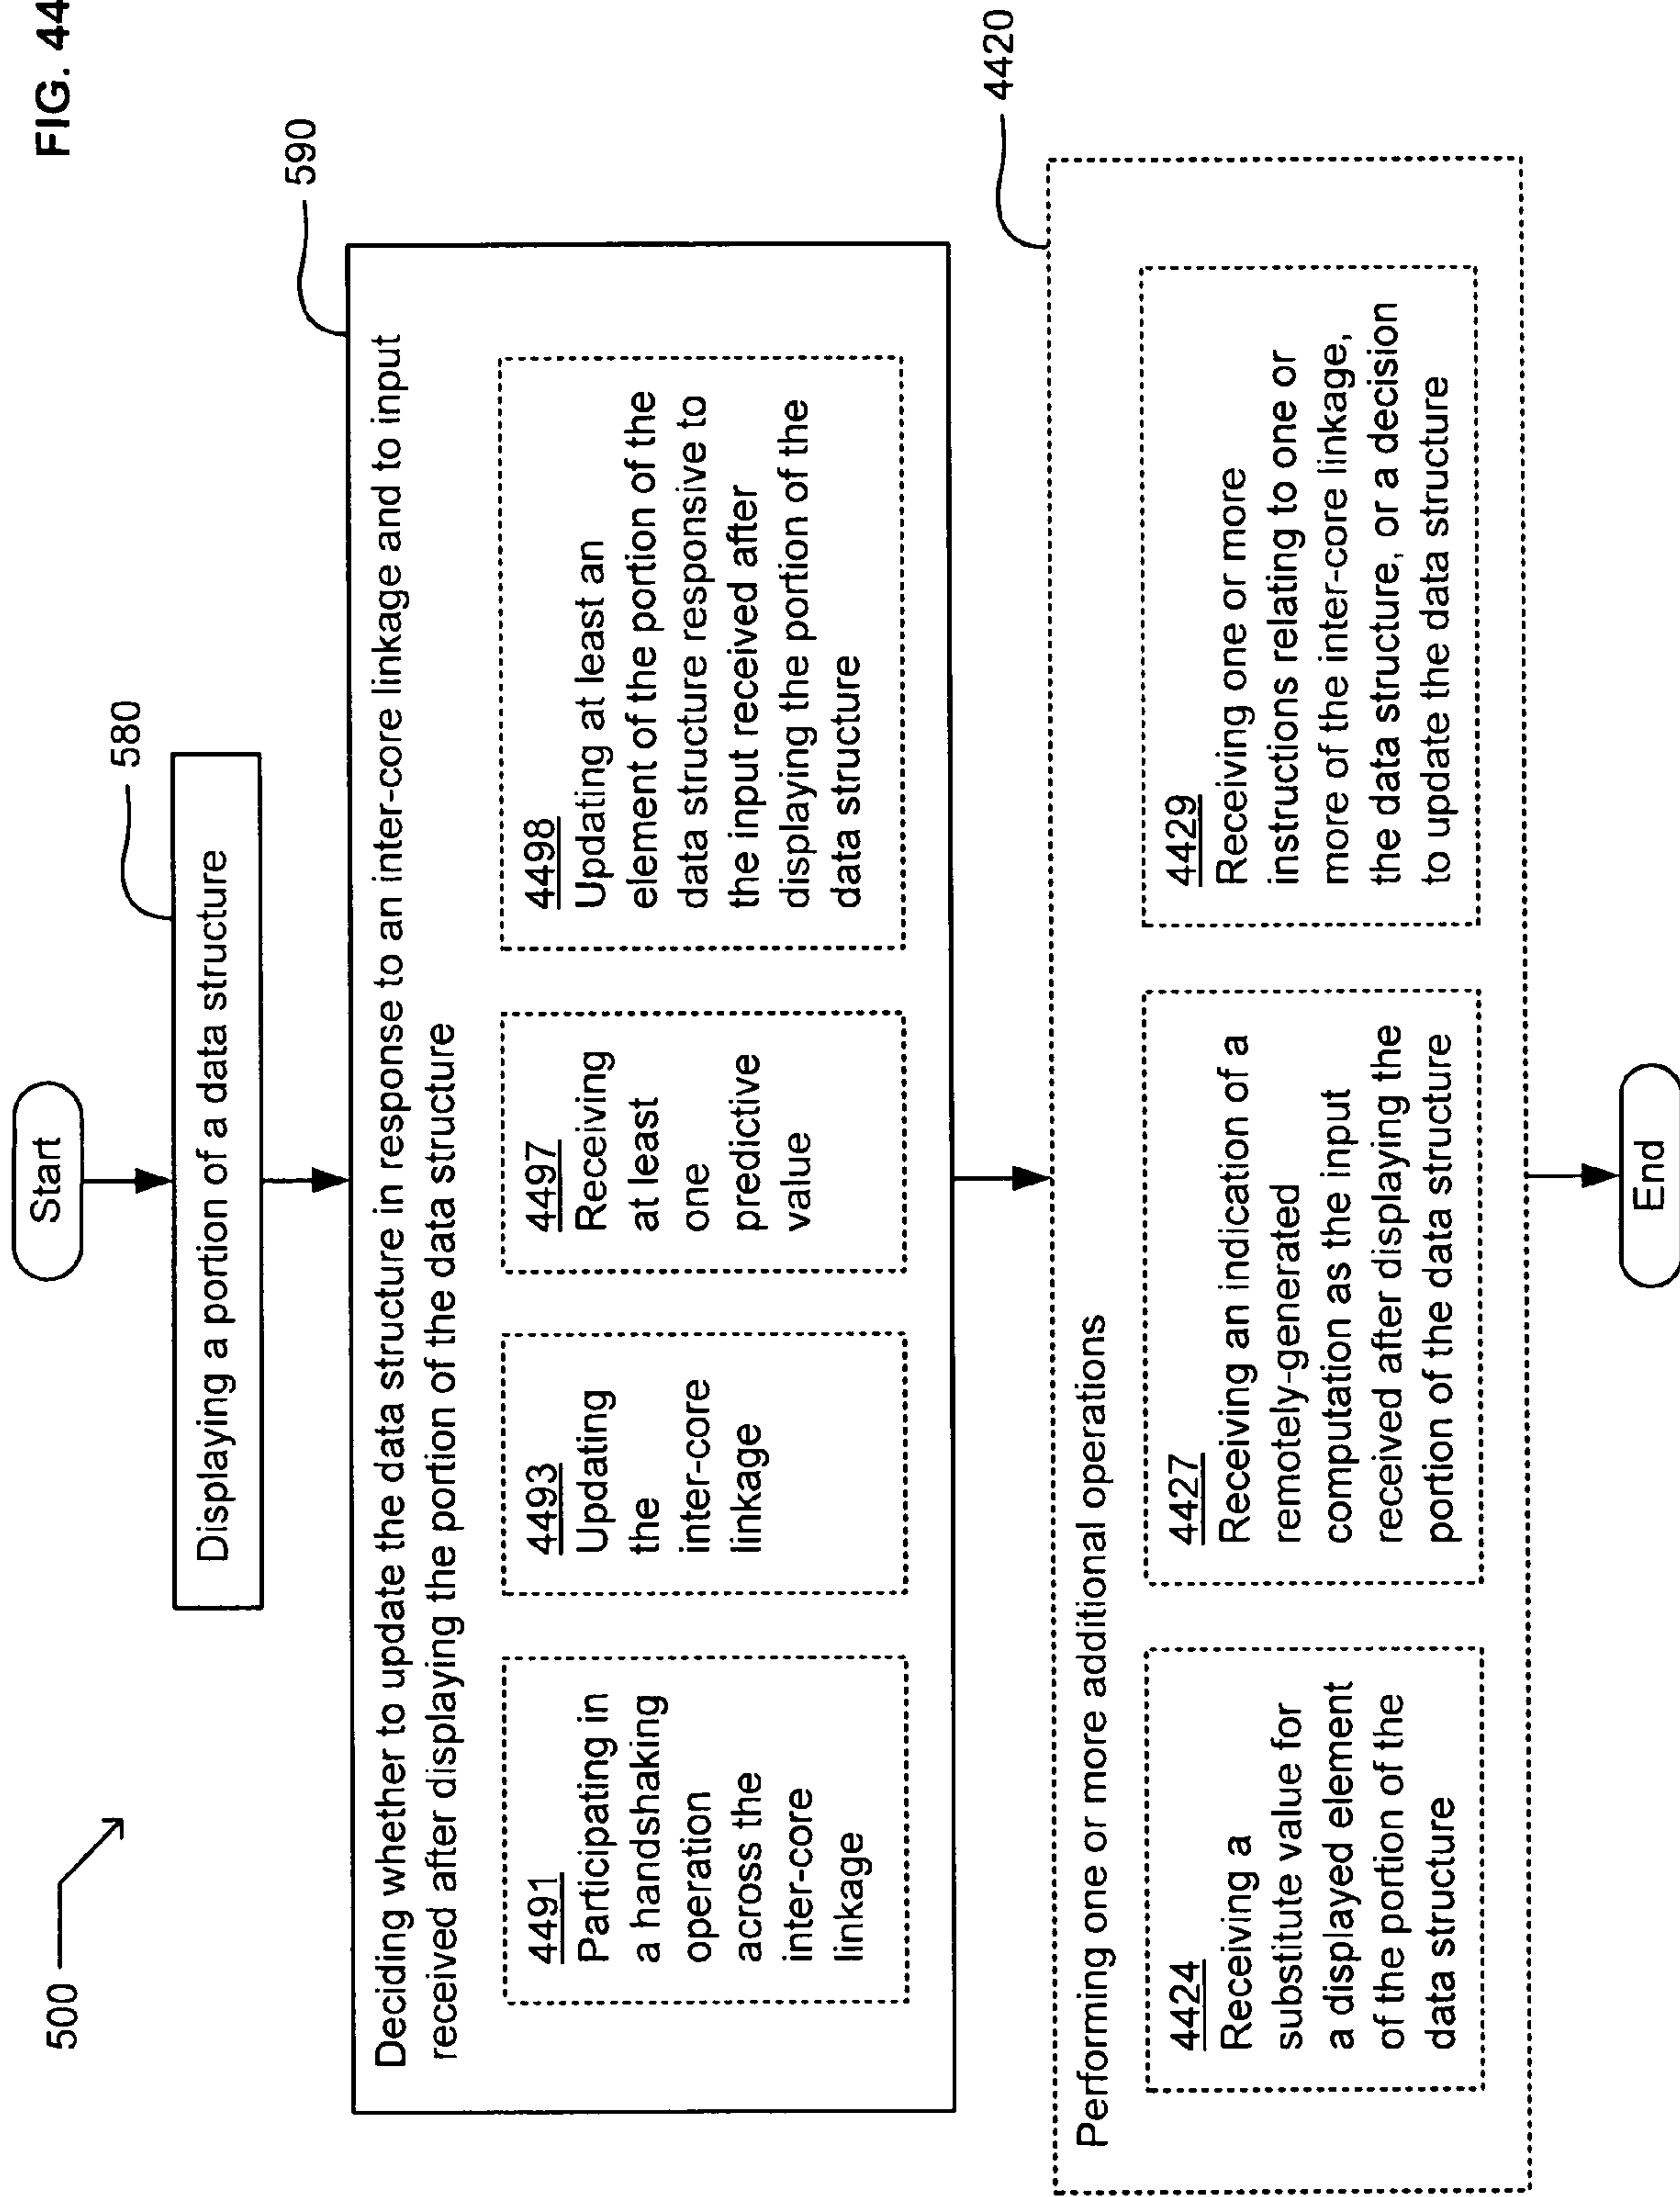 FIG. 44
500
Start
580
Displaying a portion of a data structure
590
Deciding whether to update the data structure in response to an inter-core linkage and to input
received after displaying the portion of the data structure
4491
Participating in
a handshaking
operation
across the
inter-core
linkage
4493
Updating
the
inter-core
linkage
4497
Receiving
at least
one
predictive
value
4498
Updating at least an
element of the portion of the
data structure responsive to
the input received after
displaying the portion of the
data structure
4420
Performing one or more additional operations
4424
Receiving a
substitute value for
a displayed element
of the portion of the
data structure
4427
Receiving an indication of a
remotely-generated
computation as the input
received after displaying the
portion of the data structure
4429
Receiving one or more
instructions relating to one or
more of the inter-core linkage,
the data structure, or a decision
to update the data structure
End